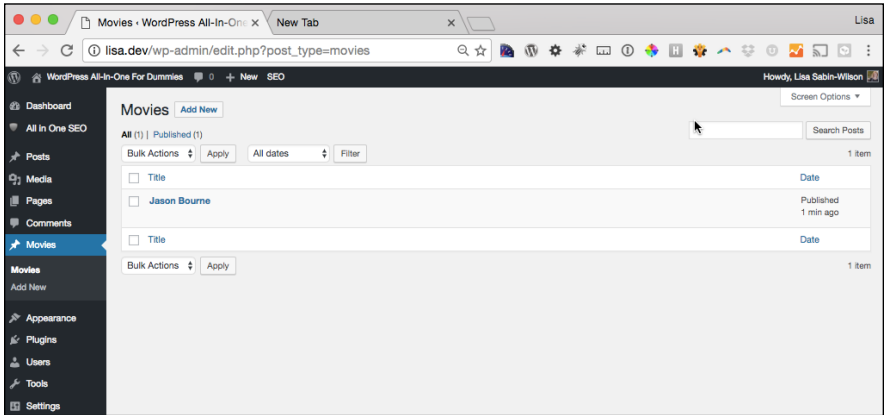 Movies ‹ WordPress All-In-One
New Tab
Lisa
lisa.dev/wp-admin/edit.php?post_type=movies
WordPress All-In-One For Dummies 0 + New SEO
Howdy, Lisa Sabin-Wilson
Screen Options ▼
Dashboard
All in One SEO
Posts
Media
Pages
Comments
Movies
Movies
Add New
Appearance
Plugins
Users
Tools
Settings
Movies Add New
All (1) | Published (1)
Search Posts
Bulk Actions Apply All dates Filter
1 item
Title Date
Jason Bourne Published
1 min ago
Title Date
Bulk Actions Apply
1 item